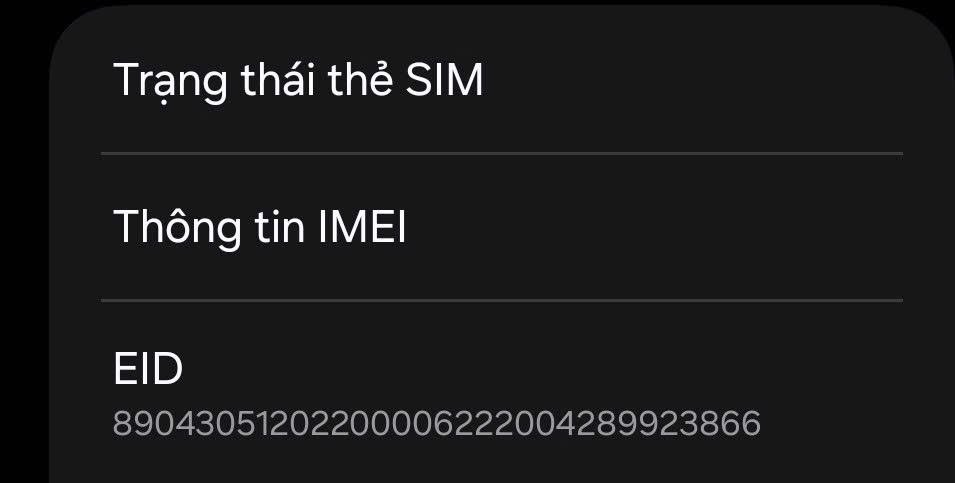 Trạng thái thẻ SIM
Thông tin IMEI
EID
89043051202200006222004289923866